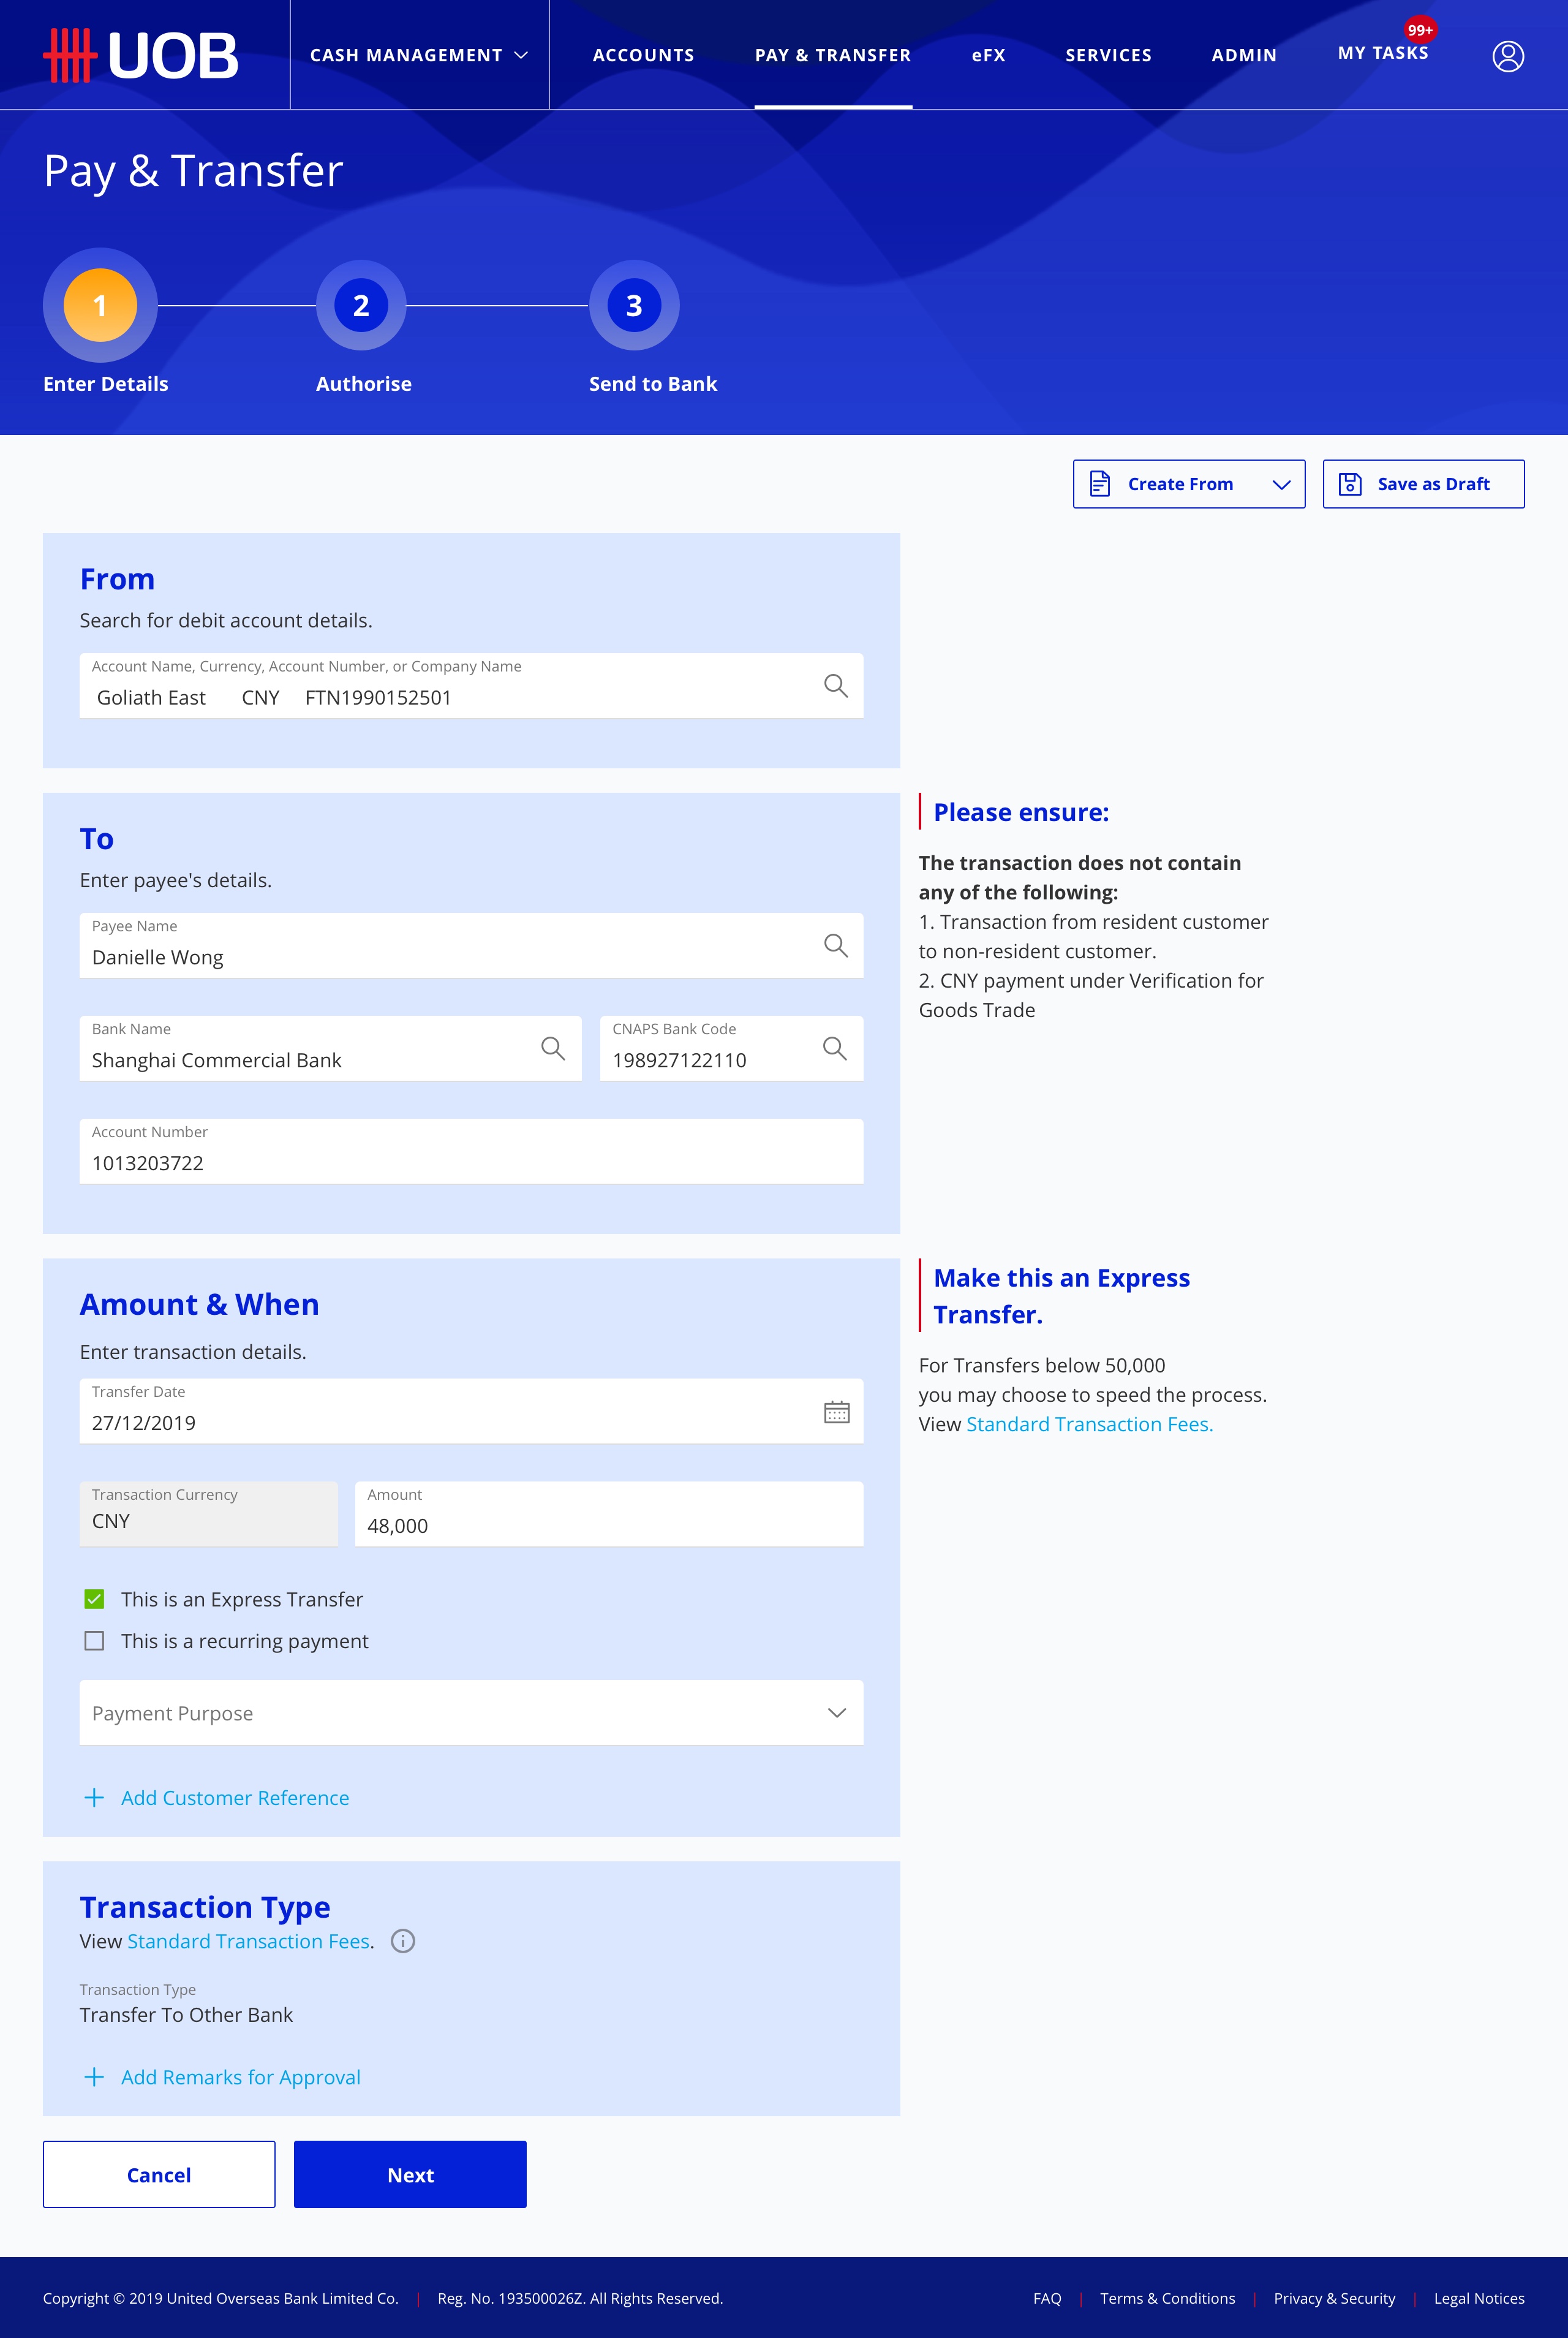 UOB
CASH MANAGEMENT
ACCOUNTS
PAY & TRANSFER
eFX
SERVICES
ADMIN
MY TASKS
99+
Pay & Transfer
1
2
3
Enter Details
Authorise
Send to Bank
Create From
Save as Draft
From
Search for debit account details.
Account Name, Currency, Account Number, or Company Name
Goliath East CNY FTN1990152501
To
Enter payee's details.
Payee Name
Danielle Wong
Bank Name
Shanghai Commercial Bank
CNAPS Bank Code
198927122110
Account Number
1013203722
Please ensure:
The transaction does not contain
any of the following:
1. Transaction from resident customer
to non-resident customer.
2. CNY payment under Verification for
Goods Trade
Amount & When
Enter transaction details.
Transfer Date
27/12/2019
Transaction Currency
CNY
Amount
48,000
This is an Express Transfer
This is a recurring payment
Payment Purpose
Add Customer Reference
Make this an Express
Transfer.
For Transfers below 50,000
you may choose to speed the process.
View Standard Transaction Fees.
Transaction Type
View Standard Transaction Fees.
Transaction Type
Transfer To Other Bank
Add Remarks for Approval
Cancel
Next
Copyright © 2019 United Overseas Bank Limited Co. | Reg. No. 193500026Z. All Rights Reserved.
FAQ | Terms & Conditions | Privacy & Security | Legal Notices